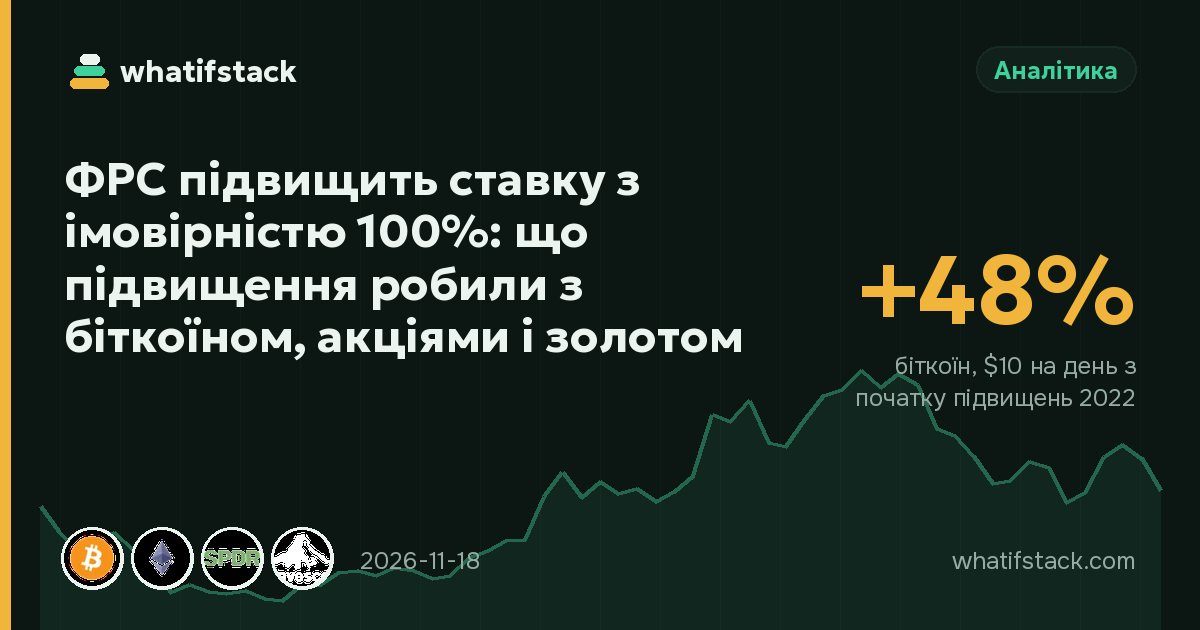 whatifstack
Аналітика
ФРС підвищить ставку з
імовірністю 100%: що
підвищення робили з
біткоїном, акціями і золотом
+48%
біткоїн, $10 на день з
початку підвищень 2022
SPDR
2026-11-18
whatifstack.com